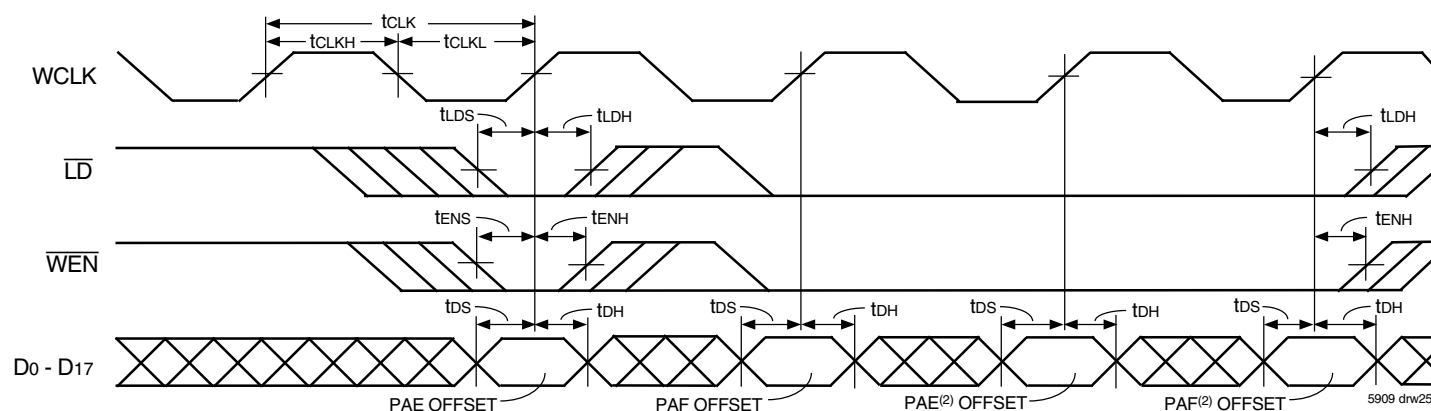 tCLK
tCLKH
tCLKL
WCLK
tLDS
tLDH
tLDH
LD
tENS
tENH
tENH
WEN
tDS
tDH
tDS
tDH
tDS
tDH
tDS
tDH
D0 - D17
PAE OFFSET
PAF OFFSET
PAE(2) OFFSET
PAF(2) OFFSET
5909 drw25